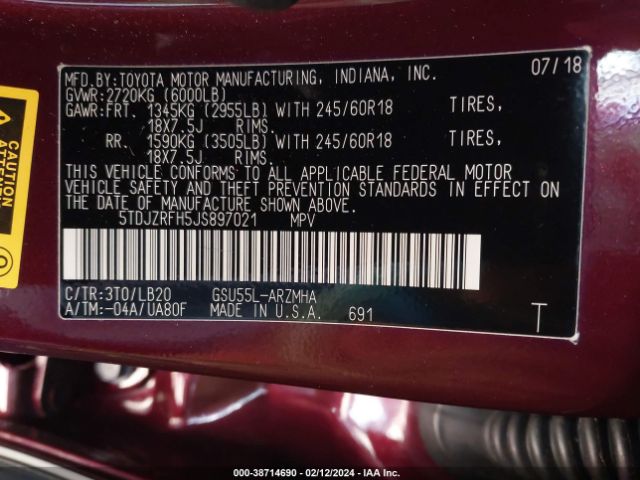 MFD.BY:TOYOTA MOTOR MANUFACTURING, INDIANA, INC. 07/18
GVWR:2720KG (6000LB)
GAWR:FRT. 1345KG (2955LB) WITH 245/60R18 TIRES,
18X7.5J RIMS.
RR. 1590KG (3505LB) WITH 245/60R18 TIRES,
18X7.5J RIMS.
THIS VEHICLE CONFORMS TO ALL APPLICABLE FEDERAL MOTOR
VEHICLE SAFETY AND THEFT PREVENTION STANDARDS IN EFFECT ON
THE DATE OF MANUFACTURE SHOWN ABOVE.
5TDJZRFH5JS897021 MPV
C/TR:3T0/LB20 GSU55L-ARZMHA
A/TM:-04A/UA80F MADE IN U.S.A. 691 T
CAUTION
000-38714690 - 02/12/2024 - IAA Inc.